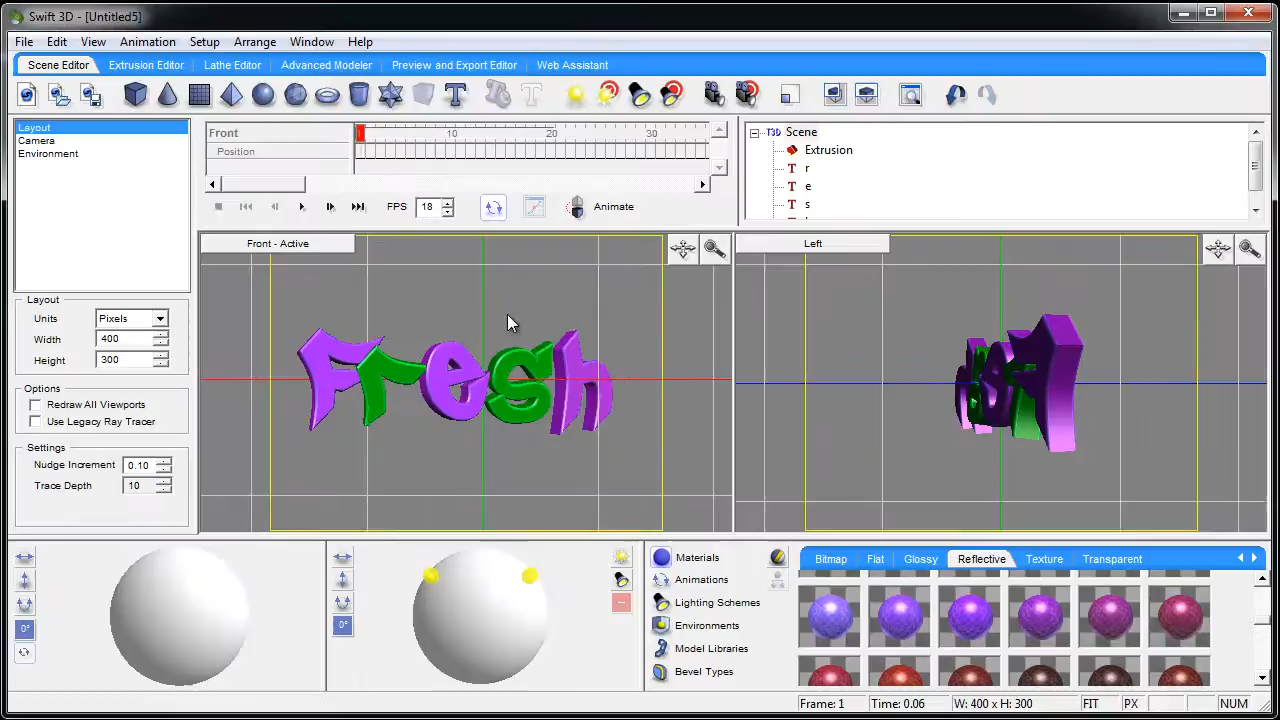 Swift 3D - [Untitled5]
File Edit View Animation Setup Arrange Window Help
Scene Editor Extrusion Editor Lathe Editor Advanced Modeler Preview and Export Editor Web Assistant
Layout
Camera
Environment
Front 10 20 30
Position
FPS 18 Animate
T3D Scene
Extrusion
T r
T e
T s
Front - Active
Left
Layout
Units Pixels
Width 400
Height 300
Options
Redraw All Viewports
Use Legacy Ray Tracer
Settings
Nudge Increment 0.10
Trace Depth 10
Fresh
0°
0°
Materials
Animations
Lighting Schemes
Environments
Model Libraries
Bevel Types
Bitmap Flat Glossy Reflective Texture Transparent
Frame: 1 Time: 0.06 W: 400 x H: 300 FIT PX NUM